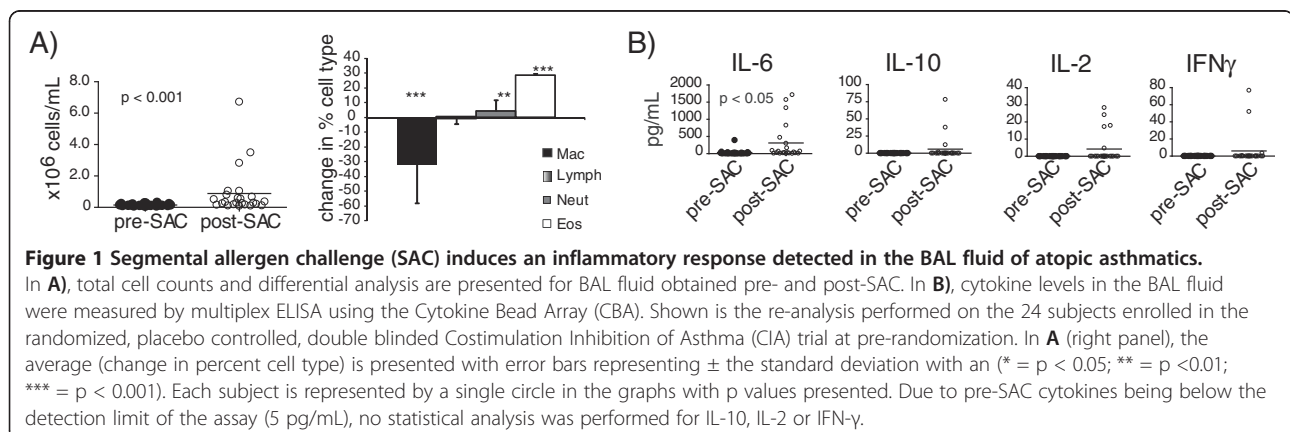 A)
8.0
6.0
4.0
2.0
0.0
x10⁶ cells/mL
p < 0.001
pre-SAC
post-SAC
40
30
20
10
0
-10
-20
-30
-40
-50
-60
-70
change in % cell type
***
**
***
Mac
Lymph
Neut
Eos
B)
IL-6
pg/mL
2000
1500
1000
500
0
p < 0.05
pre-SAC
post-SAC
IL-10
100
75
50
25
0
pre-SAC
post-SAC
IL-2
40
30
20
10
0
pre-SAC
post-SAC
IFNγ
80
60
40
20
0
pre-SAC
post-SAC
Figure 1 Segmental allergen challenge (SAC) induces an inflammatory response detected in the BAL fluid of atopic asthmatics.
In A), total cell counts and differential analysis are presented for BAL fluid obtained pre- and post-SAC. In B), cytokine levels in the BAL fluid
were measured by multiplex ELISA using the Cytokine Bead Array (CBA). Shown is the re-analysis performed on the 24 subjects enrolled in the
randomized, placebo controlled, double blinded Costimulation Inhibition of Asthma (CIA) trial at pre-randomization. In A (right panel), the
average (change in percent cell type) is presented with error bars representing ± the standard deviation with an (* = p < 0.05; ** = p <0.01;
*** = p < 0.001). Each subject is represented by a single circle in the graphs with p values presented. Due to pre-SAC cytokines being below the
detection limit of the assay (5 pg/mL), no statistical analysis was performed for IL-10, IL-2 or IFN-γ.